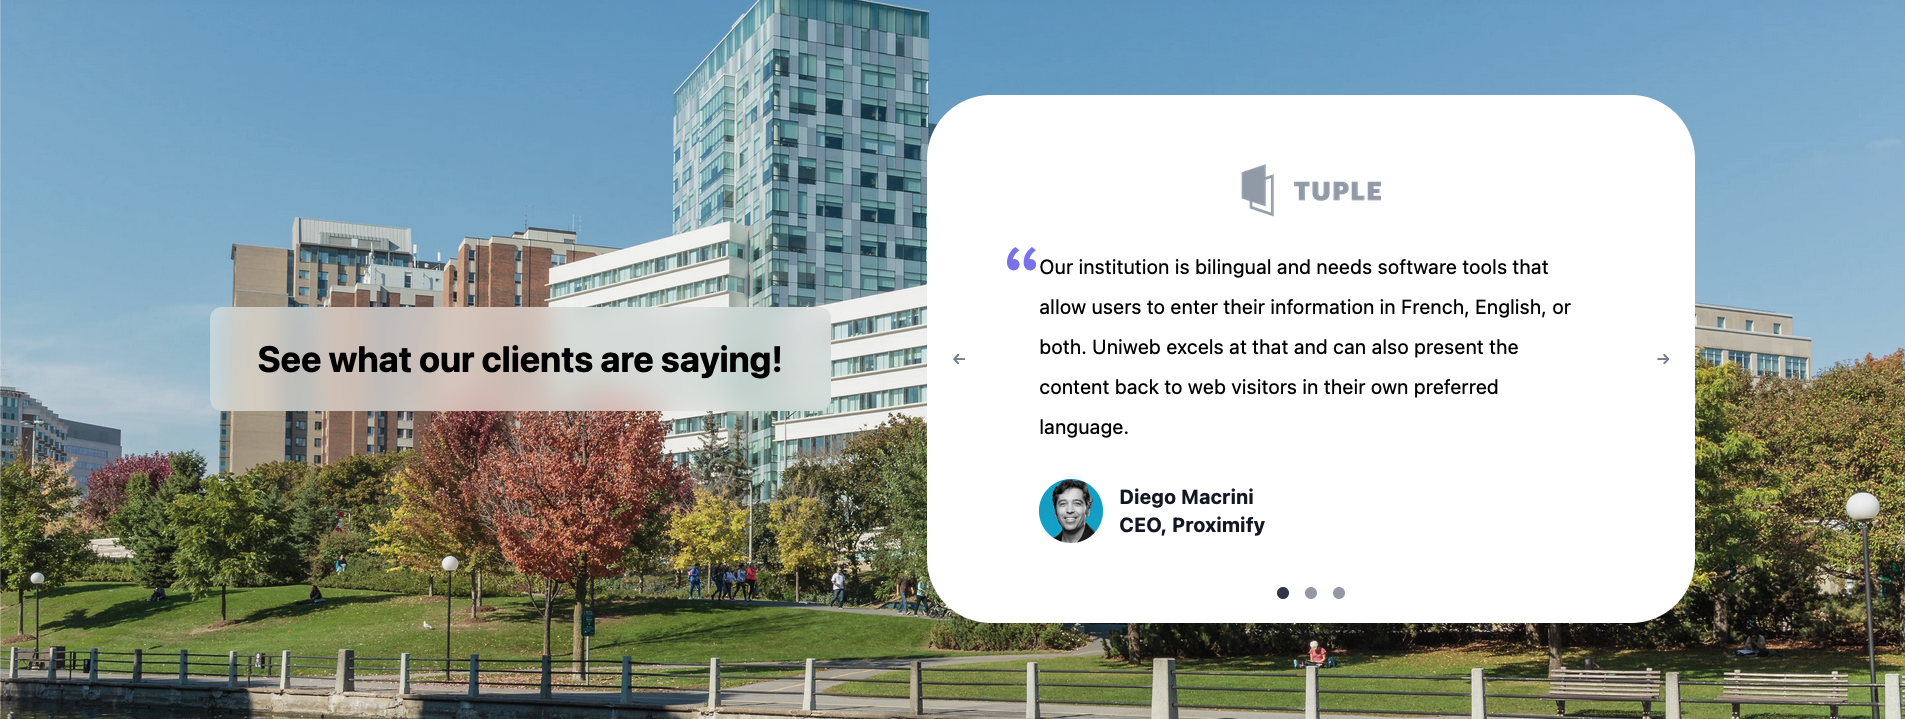 See what our clients are saying!
TUPLE
“Our institution is bilingual and needs software tools that
allow users to enter their information in French, English, or
both. Uniweb excels at that and can also present the
content back to web visitors in their own preferred
language.
Diego Macrini
CEO, Proximify